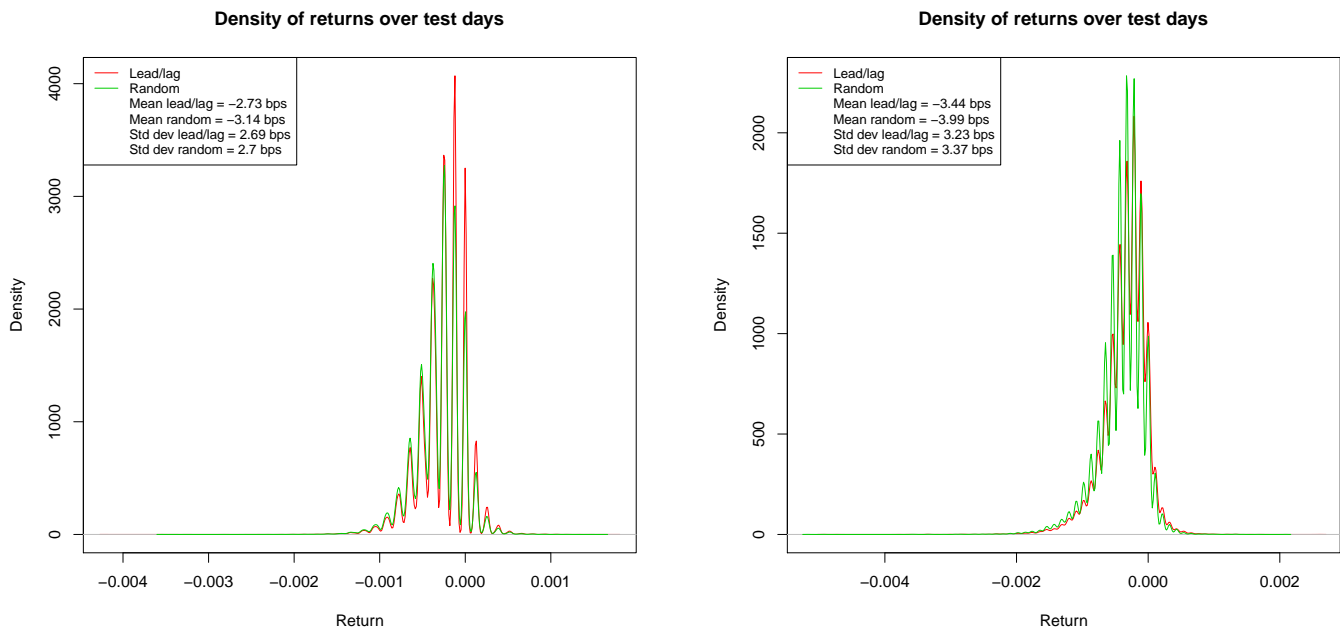 Density of returns over test days
Lead/lag
Random
Mean lead/lag = −2.73 bps
Mean random = −3.14 bps
Std dev lead/lag = 2.69 bps
Std dev random = 2.7 bps
Density
0
1000
2000
3000
4000
−0.004
−0.003
−0.002
−0.001
0.000
0.001
Return
Density of returns over test days
Lead/lag
Random
Mean lead/lag = −3.44 bps
Mean random = −3.99 bps
Std dev lead/lag = 3.23 bps
Std dev random = 3.37 bps
Density
0
500
1000
1500
2000
−0.004
−0.002
0.000
0.002
Return